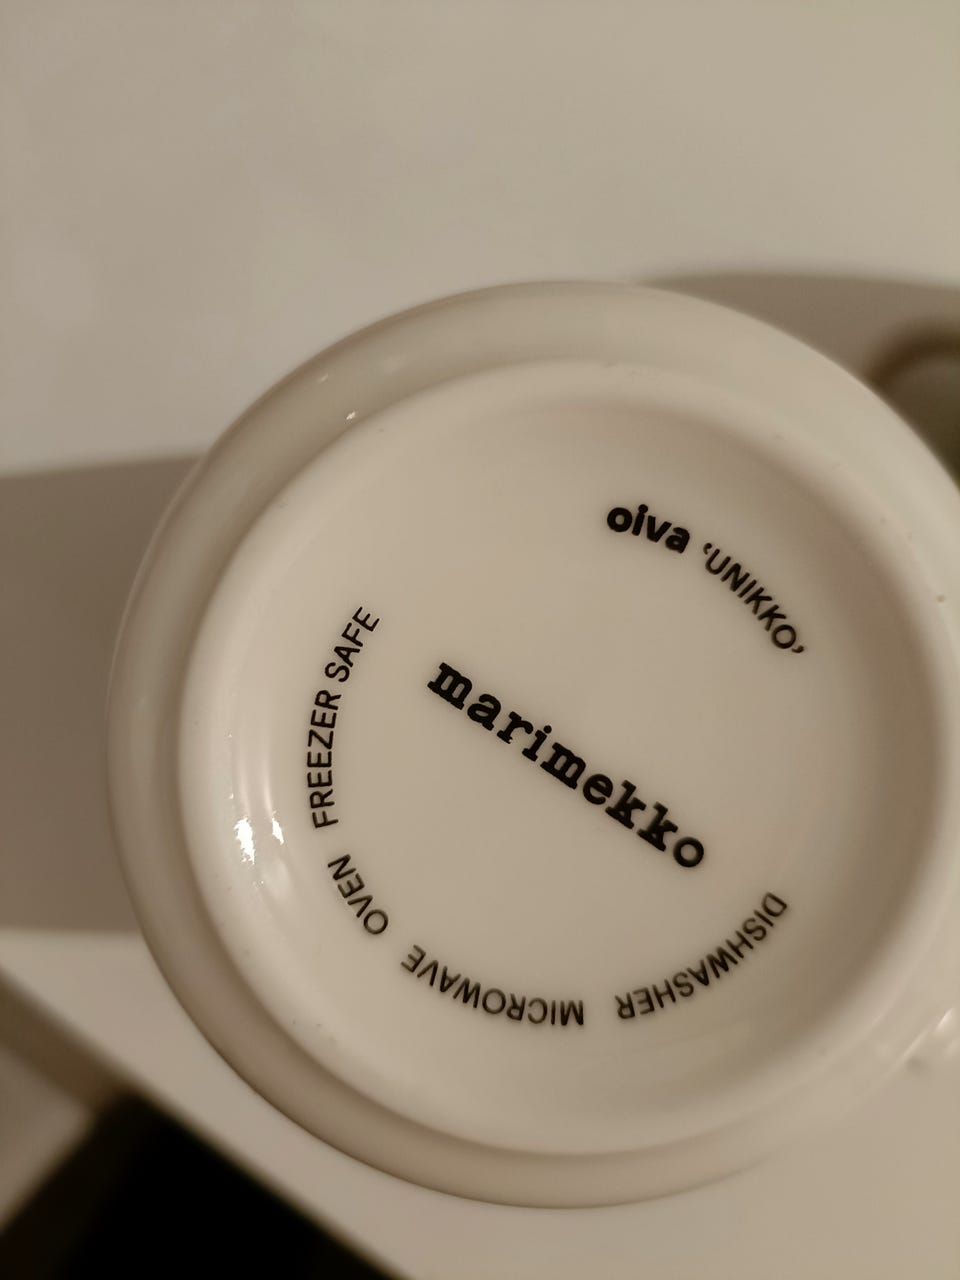 oiva 'UNIKKO'
marimekko
DISHWASHER MICROWAVE OVEN FREEZER SAFE